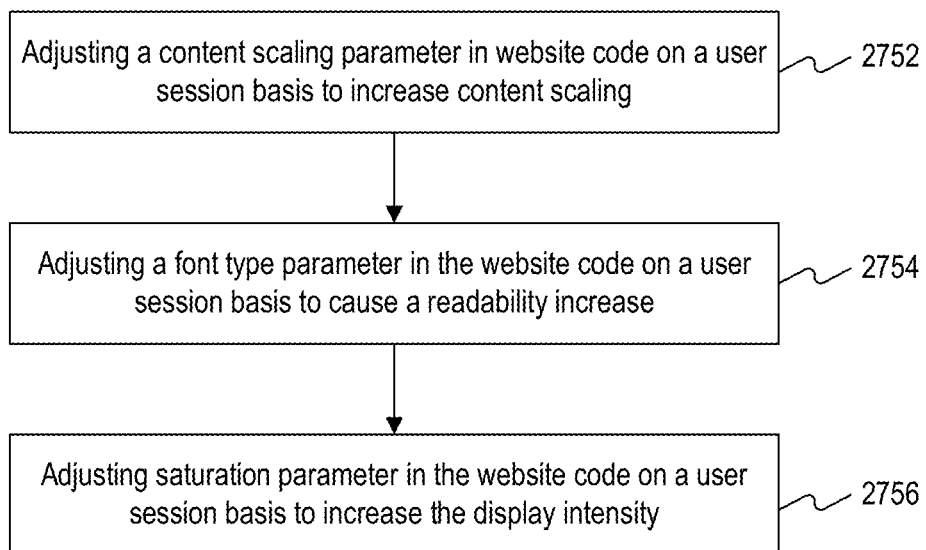 Adjusting a content scaling parameter in website code on a user
session basis to increase content scaling
2752
Adjusting a font type parameter in the website code on a user
session basis to cause a readability increase
2754
Adjusting saturation parameter in the website code on a user
session basis to increase the display intensity
2756